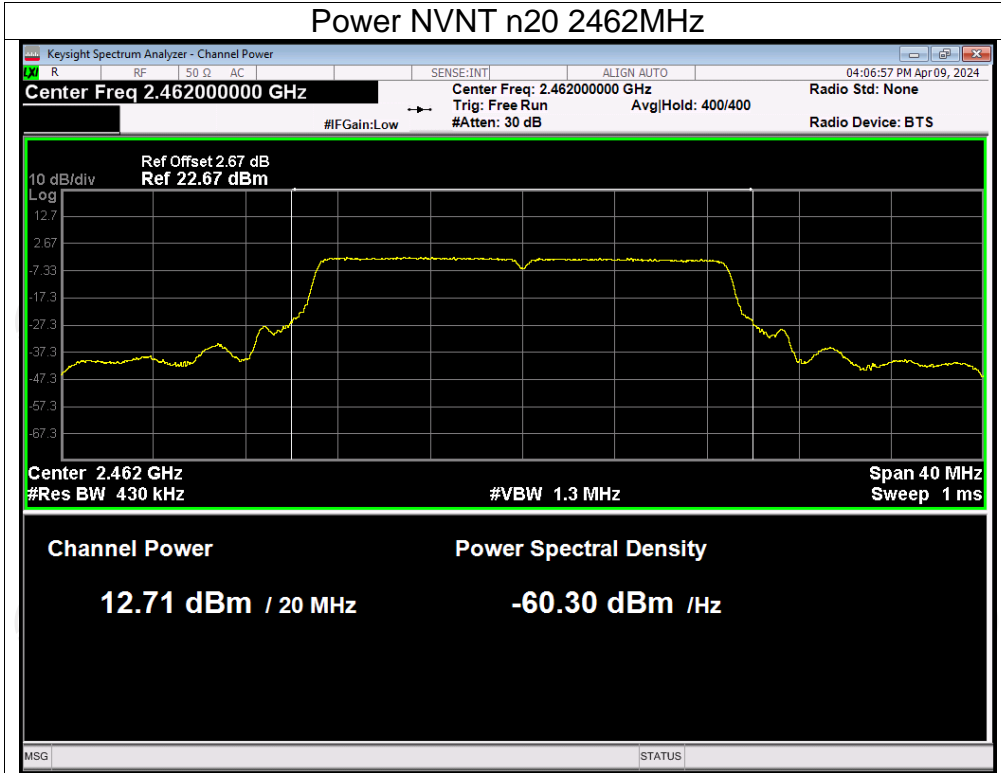 Power NVNT n20 2462MHz
Keysight Spectrum Analyzer - Channel Power
LXI R RF 50 Ω AC SENSE:INT ALIGN AUTO 04:06:57 PM Apr 09, 2024
Center Freq 2.462000000 GHz Center Freq: 2.462000000 GHz Radio Std: None
Trig: Free Run Avg|Hold: 400/400
#IFGain:Low #Atten: 30 dB Radio Device: BTS
Ref Offset 2.67 dB
10 dB/div Ref 22.67 dBm
Log
12.7
2.67
-7.33
-17.3
-27.3
-37.3
-47.3
-57.3
-67.3
Center 2.462 GHz Span 40 MHz
#Res BW 430 kHz #VBW 1.3 MHz Sweep 1 ms
Channel Power Power Spectral Density
12.71 dBm / 20 MHz -60.30 dBm /Hz
MSG STATUS